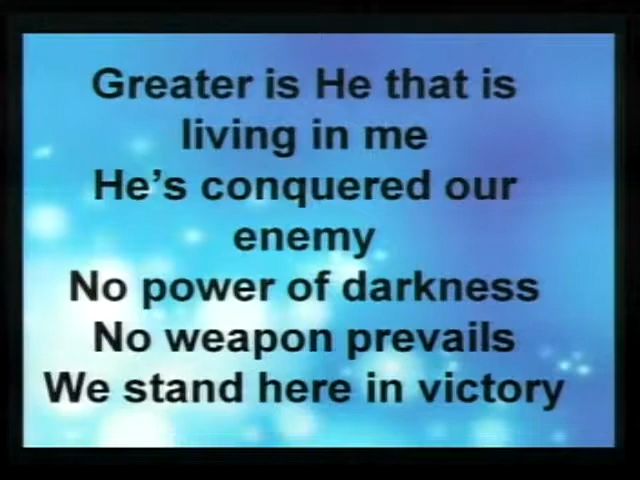 Greater is He that is
living in me
He's conquered our
enemy
No power of darkness
No weapon prevails
We stand here in victory